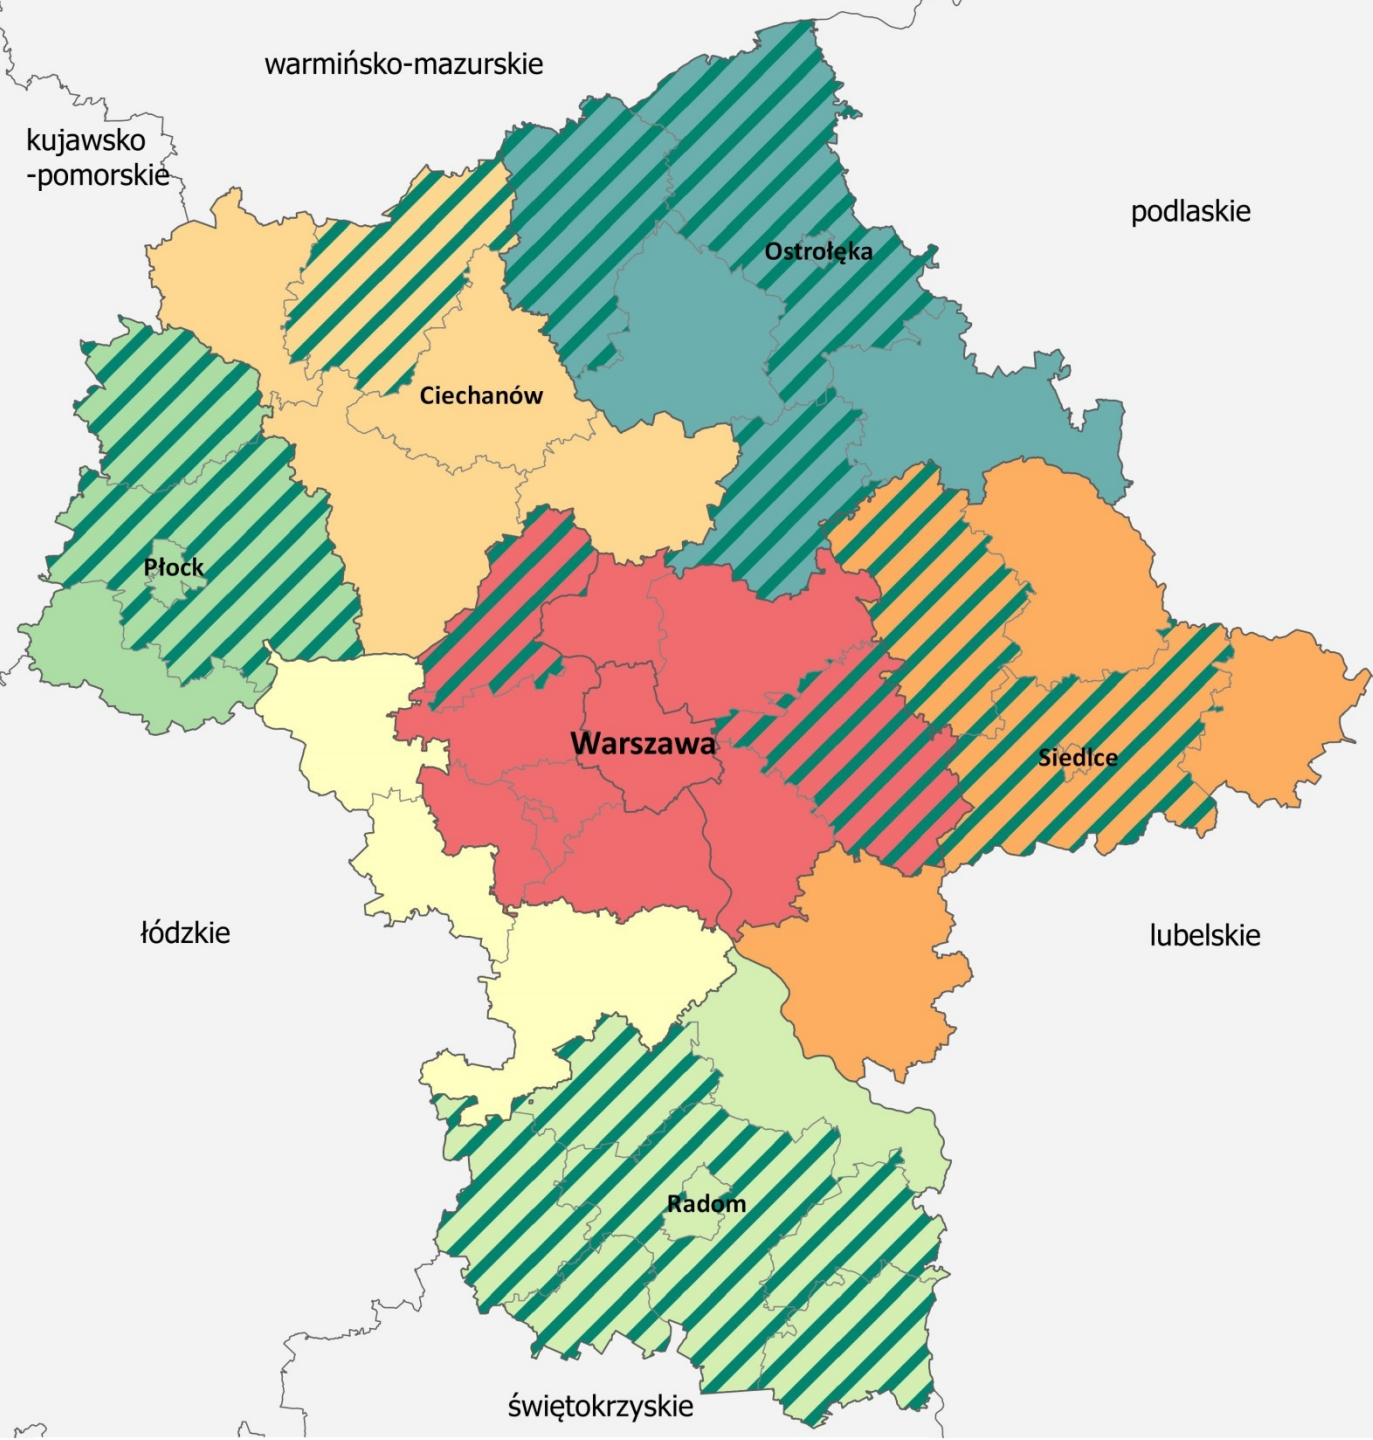 warmińsko-mazurskie
kujawsko
-pomorskie
podlaskie
Ostrołęka
Ciechanów
Płock
Warszawa
Siedlce
łódzkie
lubelskie
Radom
świętokrzyskie